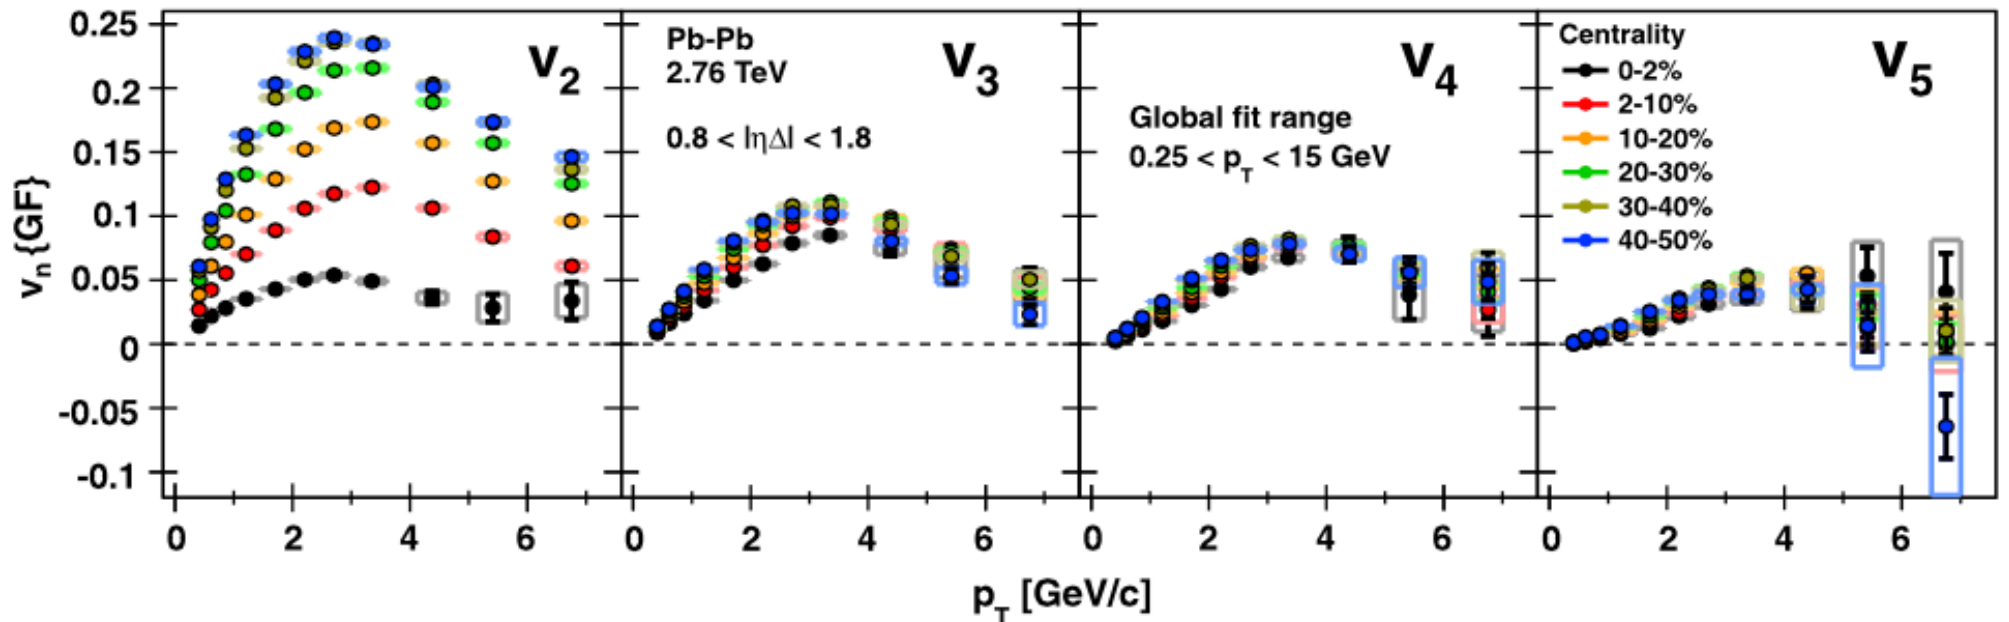 0.25
0.2
0.15
0.1
0.05
0
-0.05
-0.1
vn {GF}
v2
0 2 4 6
Pb-Pb
2.76 TeV
0.8 < |ηΔ| < 1.8
v3
0 2 4 6
v4
Global fit range
0.25 < pT < 15 GeV
0 2 4 6
Centrality
0-2%
2-10%
10-20%
20-30%
30-40%
40-50%
v5
0 2 4 6
pT [GeV/c]